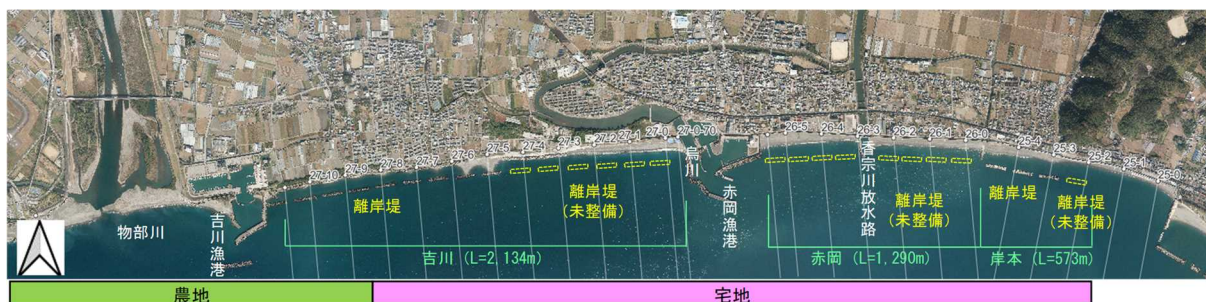 27-10
27-9
27-8
27-7
27-6
27-5
27-4
27-3
27-2
27-1
27-0
27-0-70
26-5
26-4
26-3
26-2
26-1
26-0
25-4
25-3
25-2
25-1
25-0
物部川
吉川漁港
離岸堤
離岸堤
(未整備)
烏川
赤岡漁港
香宗川放水路
離岸堤
(未整備)
離岸堤
離岸堤
(未整備)
吉川 (L=2,134m)
赤岡 (L=1,290m)
岸本 (L=573m)
農地
宅地